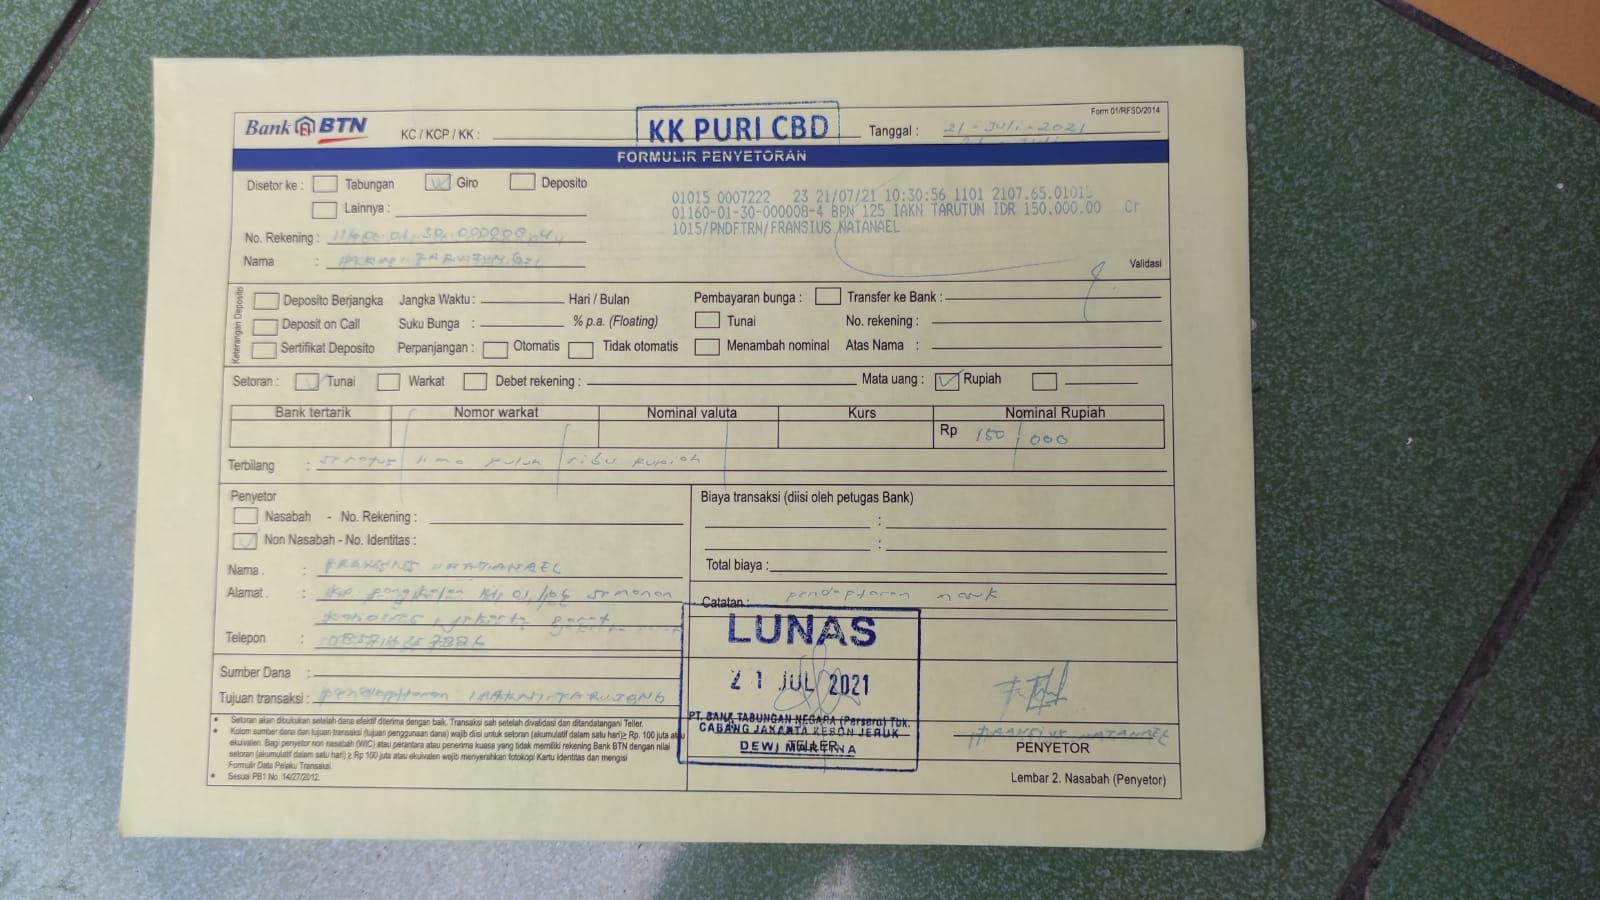 Form 01/RFSD/2014
Bank BTN KC / KCP / KK : KK PURI CBD Tanggal : 21 - Juli - 2021
FORMULIR PENYETORAN
Disetor ke : Tabungan Giro Deposito
Lainnya :
01015 0007222 23 21/07/21 10:30:56 1101 2107.65.01015
01160-01-30-000008-4 BPN 125 IAKN TARUTUN IDR 150.000.00 Cr
1015/PNDFTRN/FRANSIUS NATANAEL
No. Rekening :
Nama :
Validasi
Keterangan Deposito
Deposito Berjangka Jangka Waktu : Hari / Bulan Pembayaran bunga : Transfer ke Bank :
Deposit on Call Suku Bunga : % p.a. (Floating) Tunai No. rekening :
Sertifikat Deposito Perpanjangan : Otomatis Tidak otomatis Menambah nominal Atas Nama :
Setoran : Tunai Warkat Debet rekening : Mata uang : Rupiah
Bank tertarik Nomor warkat Nominal valuta Kurs Nominal Rupiah
Rp 150 000
Terbilang : seratus lima puluh ribu rupiah
Penyetor
Nasabah - No. Rekening :
Non Nasabah - No. Identitas :
Nama . : FRANSIUS NATANAEL
Alamat . : 01/06 Semanan
Jakarta Barat
Telepon :
Sumber Dana :
Tujuan transaksi : pendaptaran
Biaya transaksi (diisi oleh petugas Bank)
:
:
Total biaya :
Catatan : pendaptaran masuk
LUNAS
21 JUL 2021
PT. BANK TABUNGAN NEGARA (Persero) Tbk.
CABANG JAKARTA KEBON JERUK
DEWI MARTINA
TELLER
FRANSIUS NATANAEL
PENYETOR
* Setoran akan dibukukan setelah dana efektif diterima dengan baik. Transaksi sah setelah divalidasi dan ditandatangani Teller.
* Kolom sumber dana dan tujuan transaksi (tujuan penggunaan dana) wajib diisi untuk setoran (akumulatif dalam satu hari)≥ Rp. 100 juta atau
ekuivalen. Bagi penyetor non nasabah (WIC) atau perantara atau penerima kuasa yang tidak memiliki rekening Bank BTN dengan nilai
setoran (akumulatif dalam satu hari) ≥ Rp 100 juta atau ekuivalen wajib menyerahkan fotokopi Kartu Identitas dan mengisi
Formulir Data Pelaku Transaksi.
* Sesuai PB1 No. 14/27/2012.
Lembar 2. Nasabah (Penyetor)